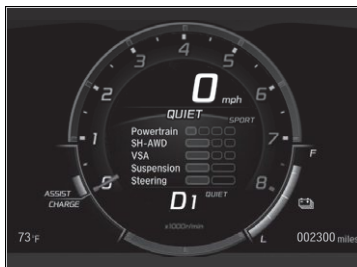 4
3 5
2 6
0 mph
QUIET
SPORT
1 7
Powertrain
SH-AWD
VSA
Suspension
Steering
F
0 8
ASSIST
CHARGE
D1 QUIET
x1000r/min
73°F
L
002300 miles